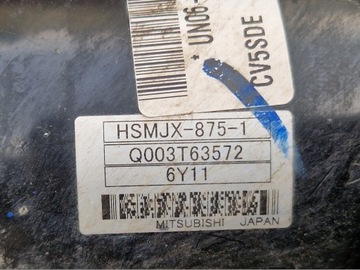 * UN06-
CV5SDE
HSMJX-875-1
Q003T63572
6Y11
MITSUBISHI JAPAN